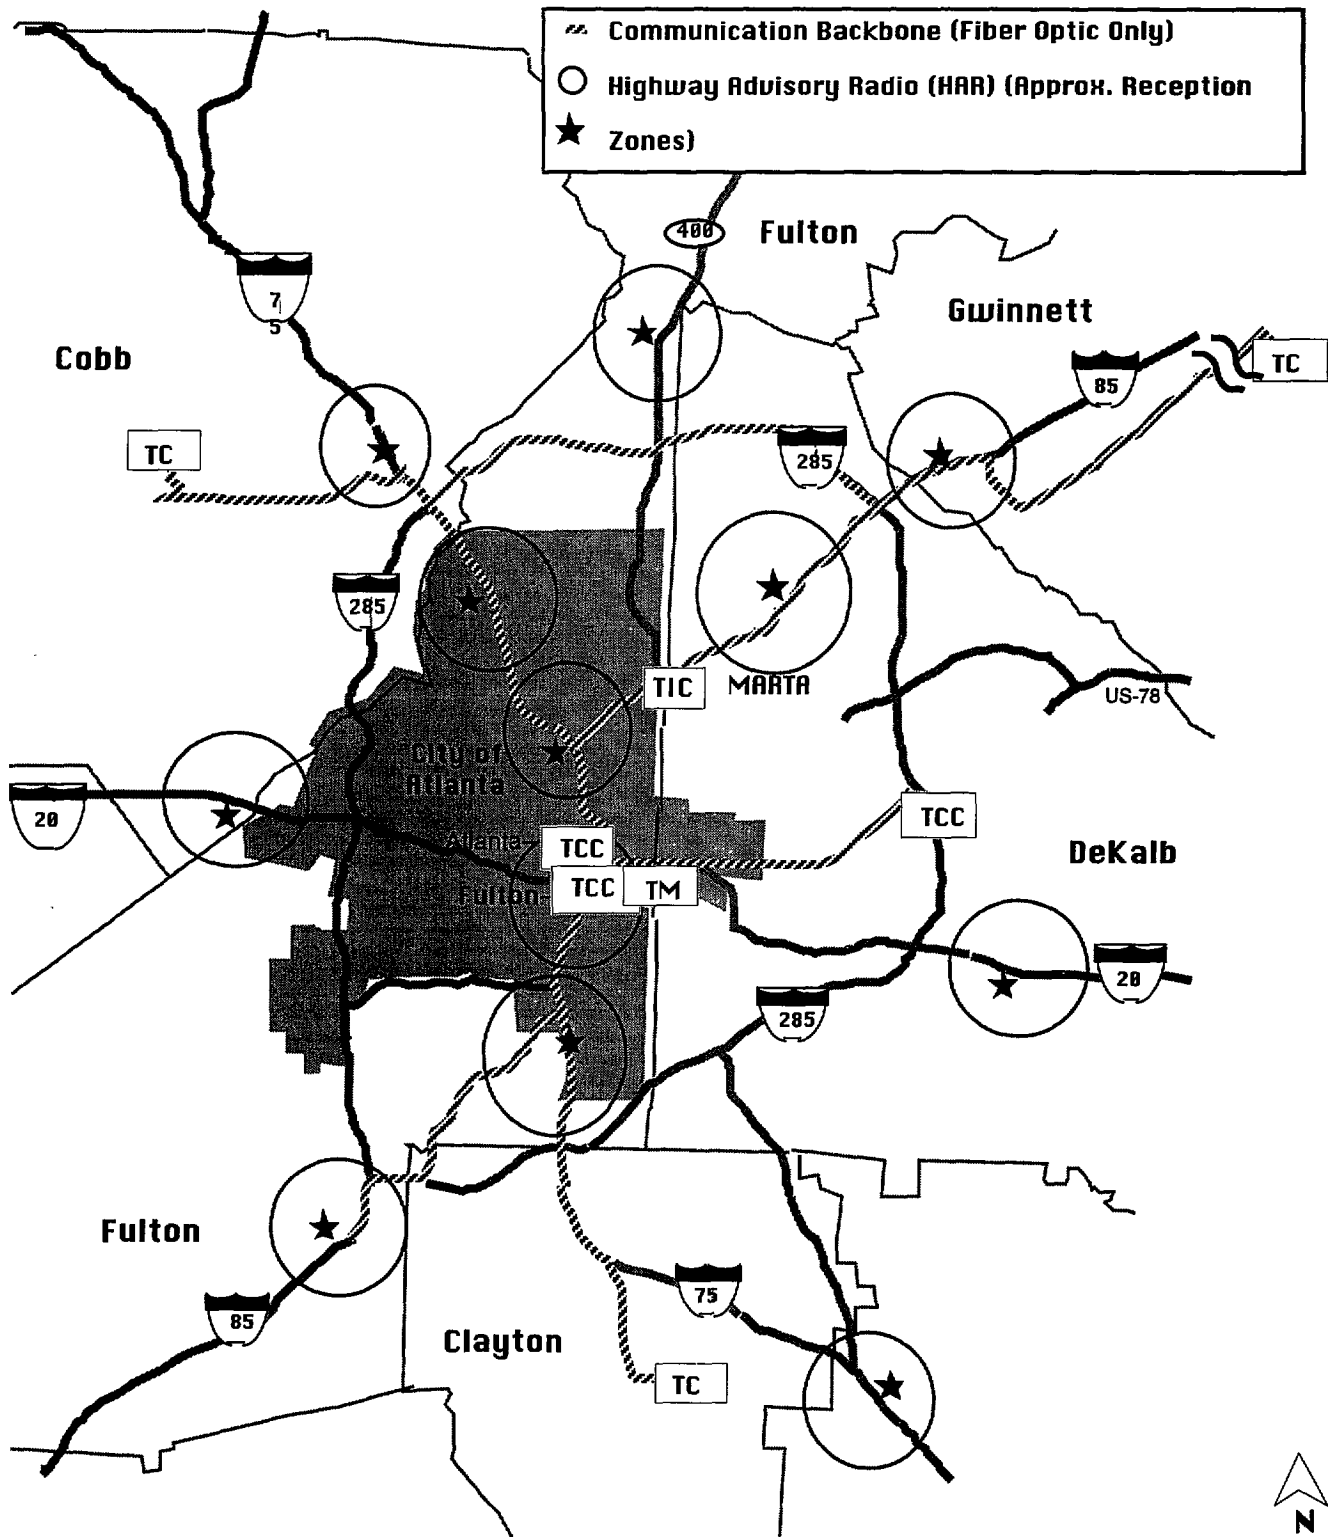 Communication Backbone (Fiber Optic Only)
Highway Advisory Radio (HAR) (Approx. Reception
Zones)
400
Fulton
7
5
Gwinnett
Cobb
TC
85
TC
285
285
TIC
MARTA
US-78
City of
Atlanta
20
TCC
Atlanta-
TCC
DeKalb
Fulton-
TCC
TM
20
285
Fulton
75
85
Clayton
TC
N